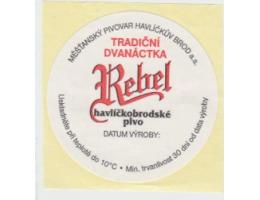 MĚŠŤANSKÝ PIVOVAR HAVLÍČKŮV BROD a.s.
TRADIČNÍ
DVANÁCTKA
Rebel
havlíčkobrodské
pivo
DATUM VÝROBY:
Uskladněte při teplotě do 10°C • Min. trvanlivost 30 dní od data výroby